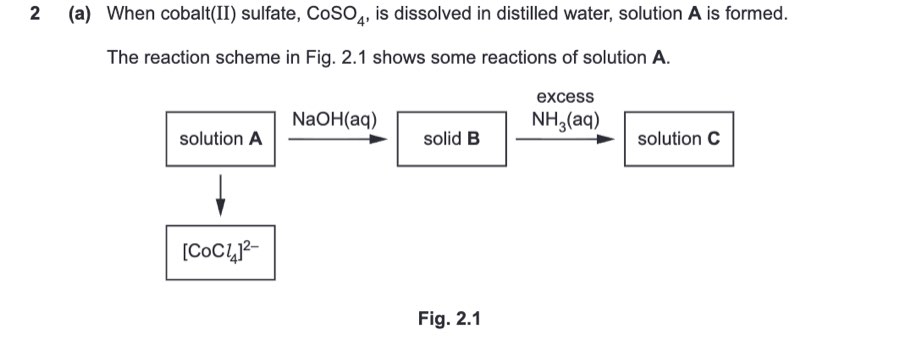 2 (a) When cobalt(II) sulfate, CoSO₄, is dissolved in distilled water, solution A is formed.
The reaction scheme in Fig. 2.1 shows some reactions of solution A.
excess
NaOH(aq) NH₃(aq)
solution A solid B solution C
[CoCl₄]²⁻
Fig. 2.1